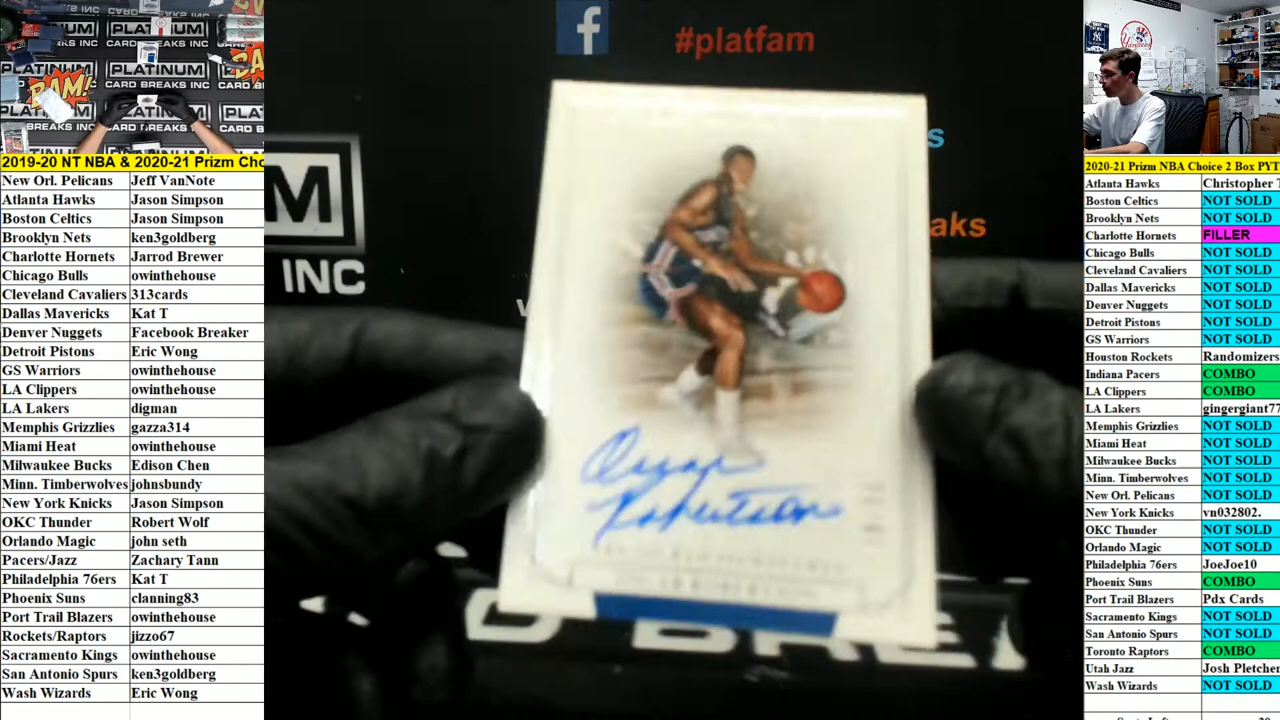 PLATINUM
CARD BREAKS INC
BAM!
#platfam
M
INC
Oscar
Robertson
2019-20 NT NBA & 2020-21 Prizm Cho
New Orl. Pelicans Jeff VanNote
Atlanta Hawks Jason Simpson
Boston Celtics Jason Simpson
Brooklyn Nets ken3goldberg
Charlotte Hornets Jarrod Brewer
Chicago Bulls owinthehouse
Cleveland Cavaliers 313cards
Dallas Mavericks Kat T
Denver Nuggets Facebook Breaker
Detroit Pistons Eric Wong
GS Warriors owinthehouse
LA Clippers owinthehouse
LA Lakers digman
Memphis Grizzlies gazza314
Miami Heat owinthehouse
Milwaukee Bucks Edison Chen
Minn. Timberwolves johnsbundy
New York Knicks Jason Simpson
OKC Thunder Robert Wolf
Orlando Magic john seth
Pacers/Jazz Zachary Tann
Philadelphia 76ers Kat T
Phoenix Suns clanning83
Port Trail Blazers owinthehouse
Rockets/Raptors jizzo67
Sacramento Kings owinthehouse
San Antonio Spurs ken3goldberg
Wash Wizards Eric Wong
2020-21 Prizm NBA Choice 2 Box PYT
Atlanta Hawks Christopher T
Boston Celtics NOT SOLD
Brooklyn Nets NOT SOLD
Charlotte Hornets FILLER
Chicago Bulls NOT SOLD
Cleveland Cavaliers NOT SOLD
Dallas Mavericks NOT SOLD
Denver Nuggets NOT SOLD
Detroit Pistons NOT SOLD
GS Warriors NOT SOLD
Houston Rockets Randomizers
Indiana Pacers COMBO
LA Clippers COMBO
LA Lakers gingergiant77
Memphis Grizzlies NOT SOLD
Miami Heat NOT SOLD
Milwaukee Bucks NOT SOLD
Minn. Timberwolves NOT SOLD
New Orl. Pelicans NOT SOLD
New York Knicks vn032802.
OKC Thunder NOT SOLD
Orlando Magic NOT SOLD
Philadelphia 76ers JoeJoe10
Phoenix Suns COMBO
Port Trail Blazers Pdx Cards
Sacramento Kings NOT SOLD
San Antonio Spurs NOT SOLD
Toronto Raptors COMBO
Utah Jazz Josh Pletcher
Wash Wizards NOT SOLD